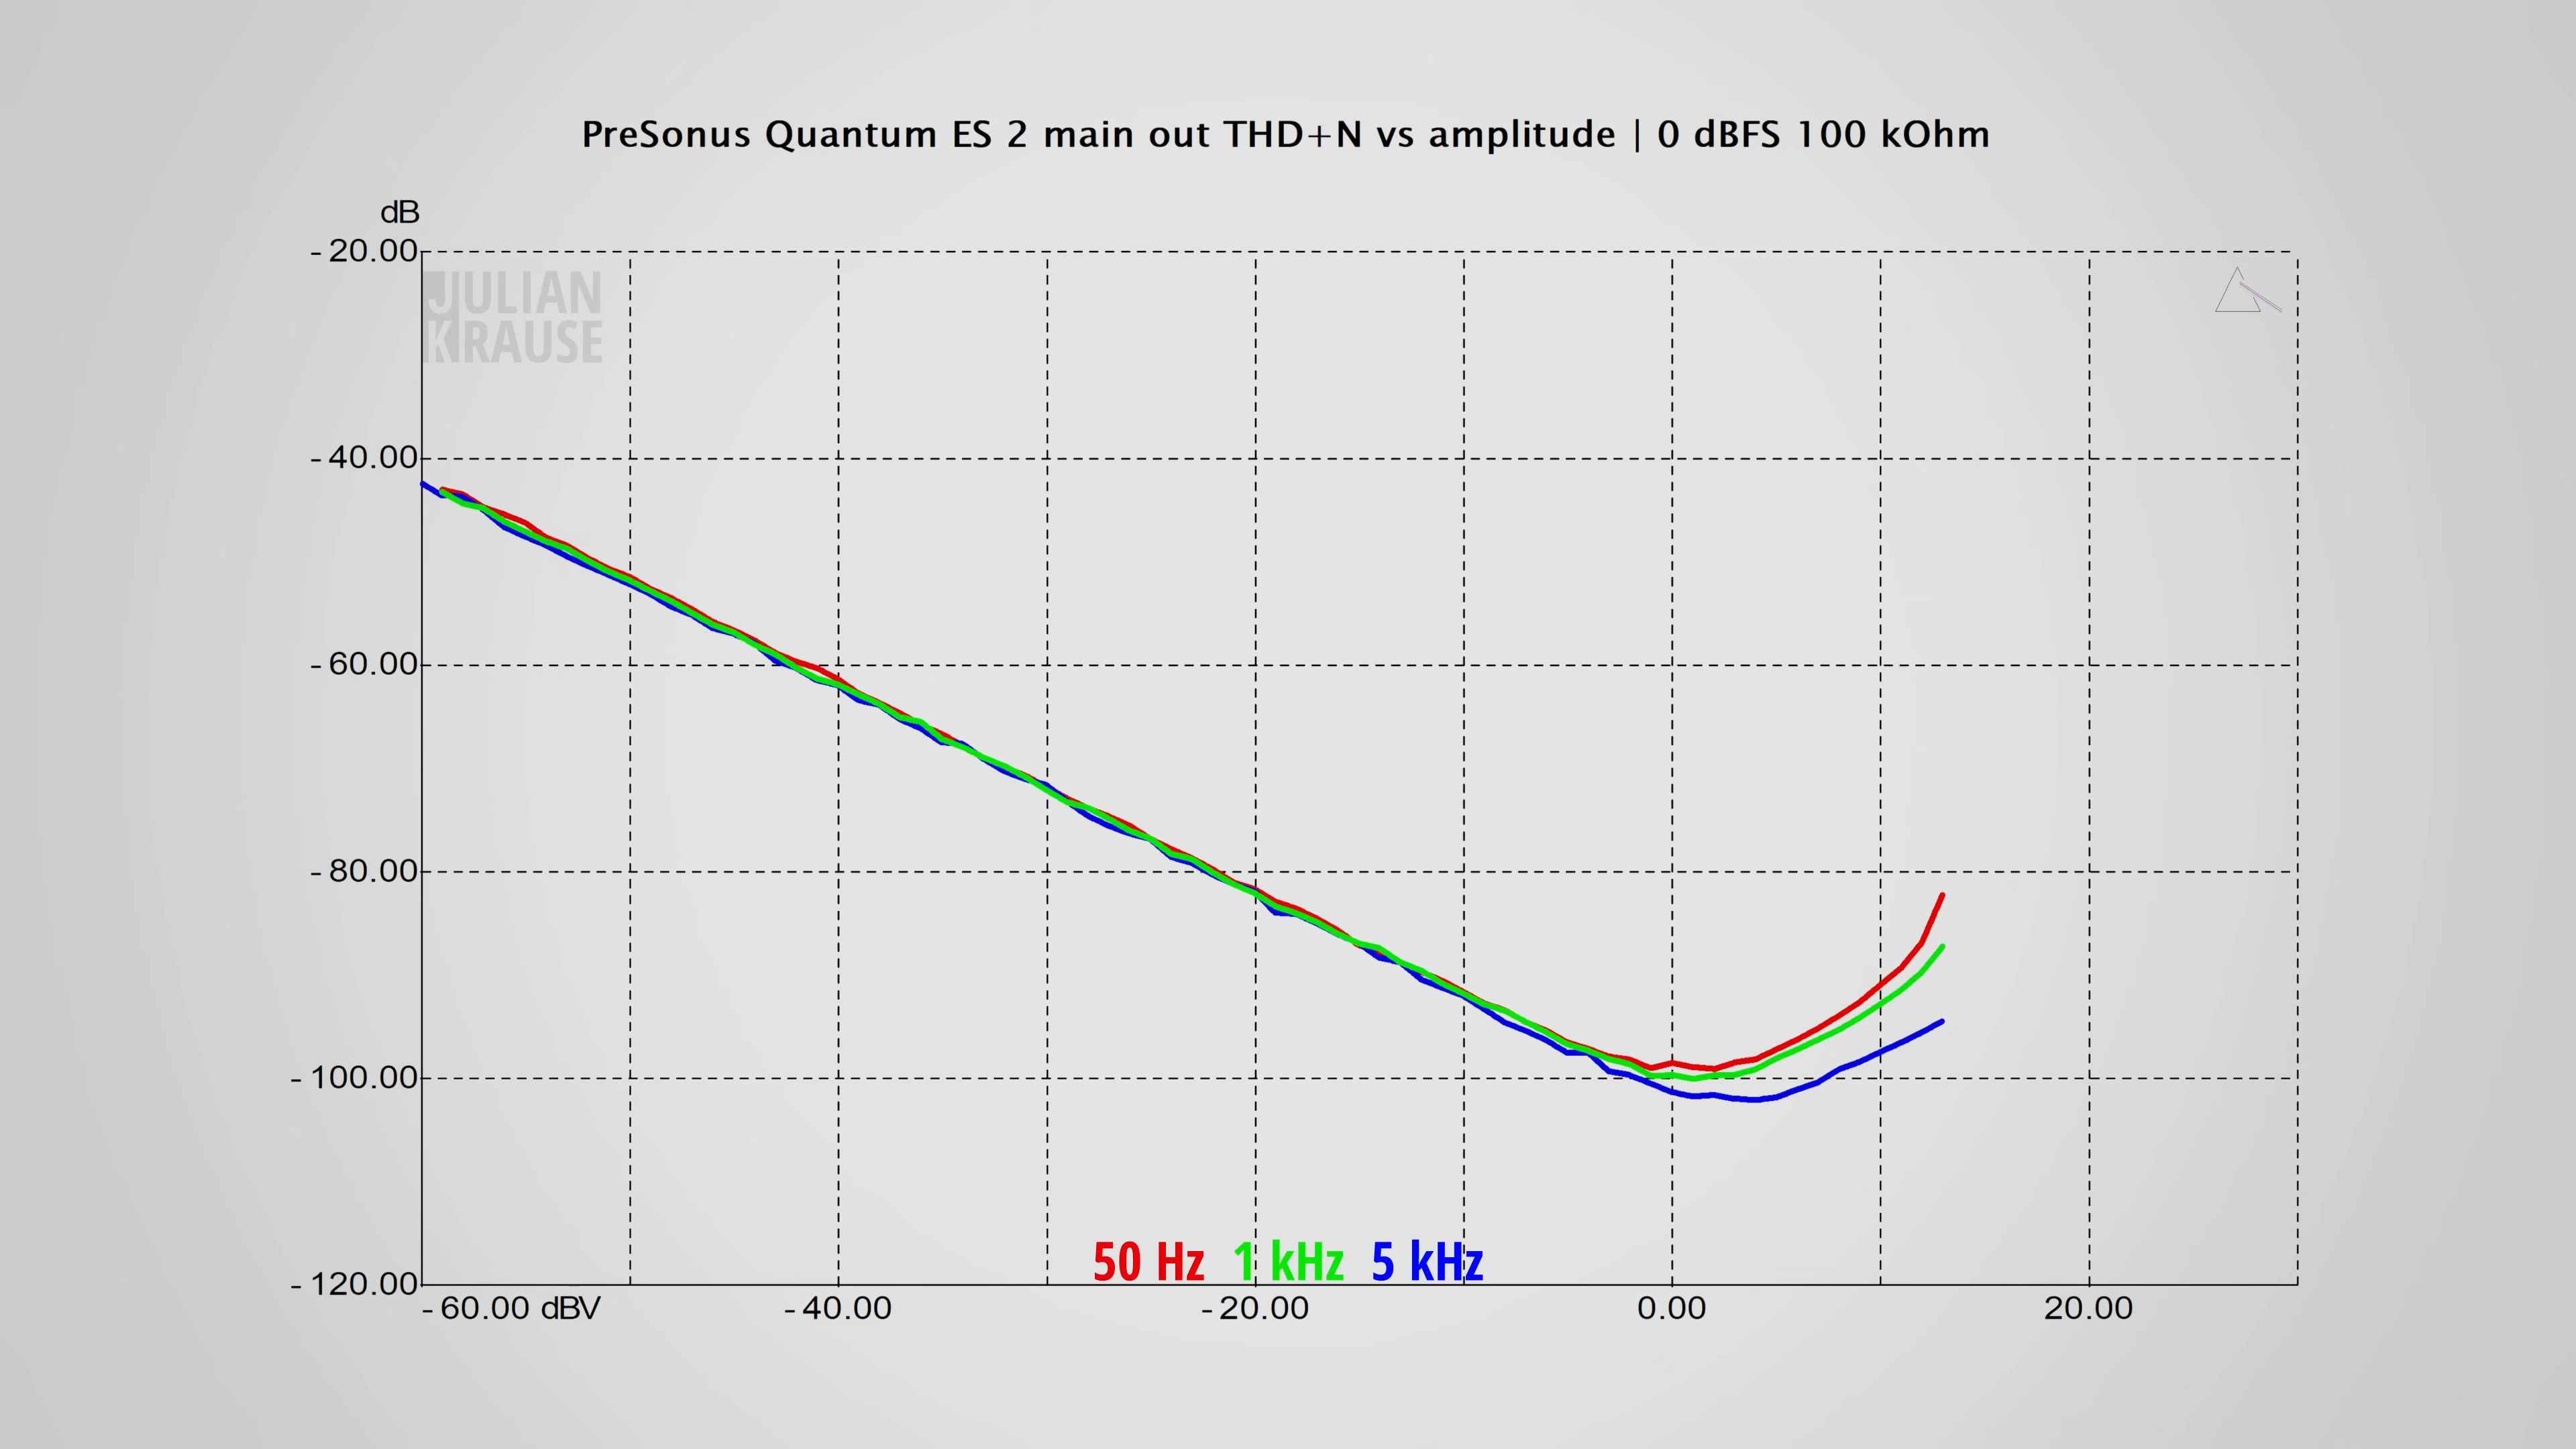 PreSonus Quantum ES 2 main out THD+N vs amplitude | 0 dBFS 100 kOhm
dB
-20.00
JULIAN
KRAUSE
-40.00
-60.00
-80.00
-100.00
50 Hz 1 kHz 5 kHz
-120.00
-60.00 dBV -40.00 -20.00 0.00 20.00